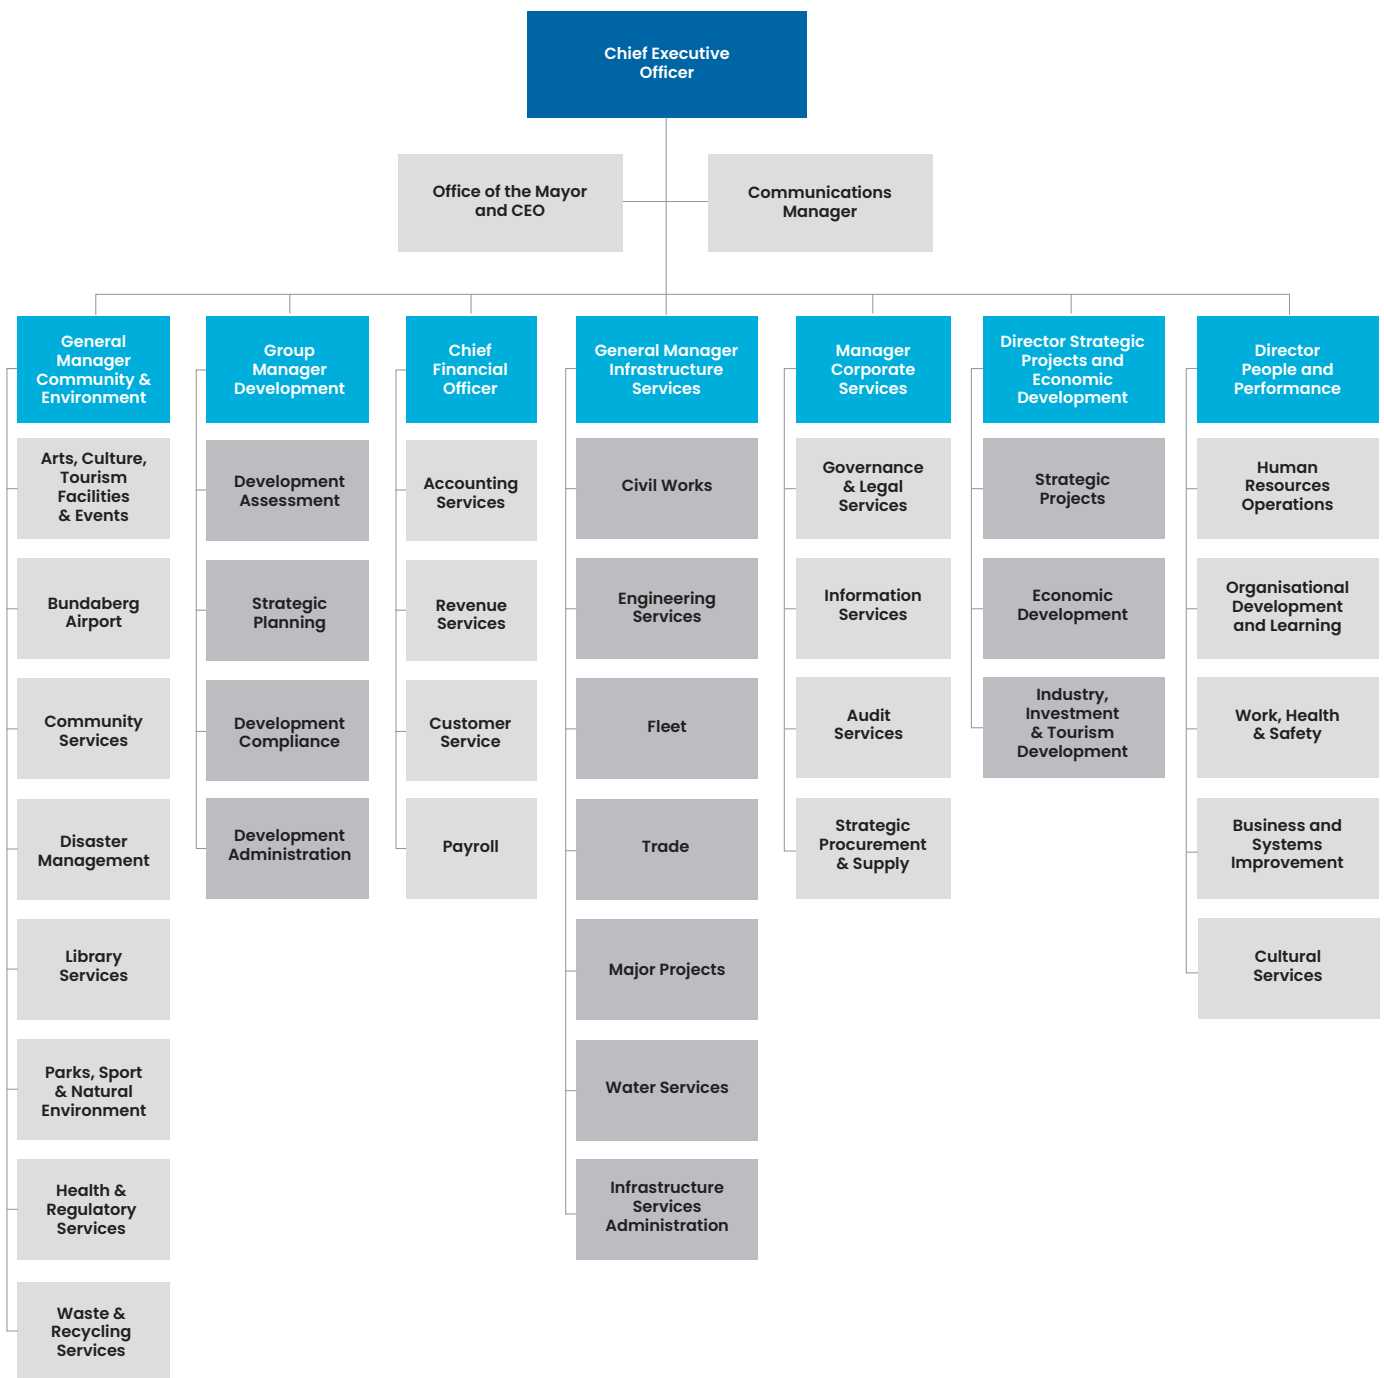 Chief Executive
Officer
Office of the Mayor
and CEO
Communications
Manager
General
Manager
Community &
Environment
Arts, Culture,
Tourism
Facilities
& Events
Bundaberg
Airport
Community
Services
Disaster
Management
Library
Services
Parks, Sport
& Natural
Environment
Health &
Regulatory
Services
Waste &
Recycling
Services
Group
Manager
Development
Development
Assessment
Strategic
Planning
Development
Compliance
Development
Administration
Chief
Financial
Officer
Accounting
Services
Revenue
Services
Customer
Service
Payroll
General Manager
Infrastructure
Services
Civil Works
Engineering
Services
Fleet
Trade
Major Projects
Water Services
Infrastructure
Services
Administration
Manager
Corporate
Services
Governance
& Legal
Services
Information
Services
Audit
Services
Strategic
Procurement
& Supply
Director Strategic
Projects and
Economic
Development
Strategic
Projects
Economic
Development
Industry,
Investment
& Tourism
Development
Director
People and
Performance
Human
Resources
Operations
Organisational
Development
and Learning
Work, Health
& Safety
Business and
Systems
Improvement
Cultural
Services